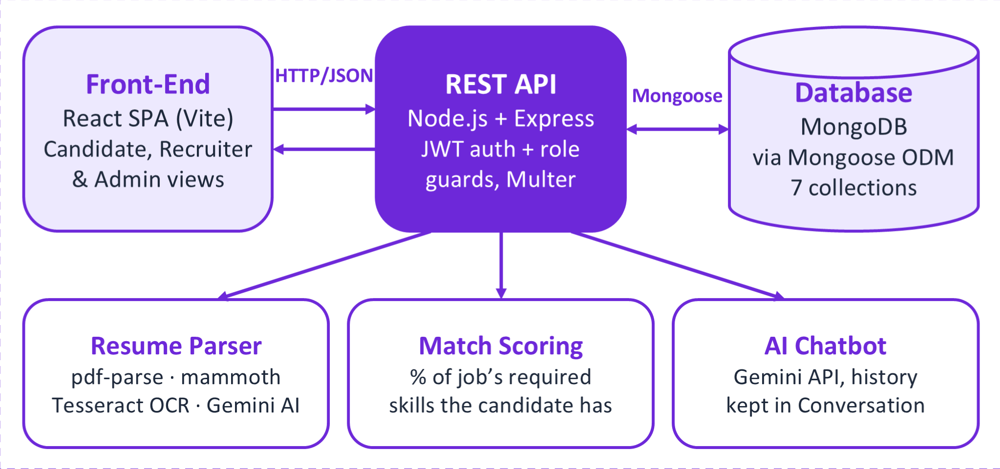 Front-End
React SPA (Vite)
Candidate, Recruiter
& Admin views
HTTP/JSON
REST API
Node.js + Express
JWT auth + role
guards, Multer
Mongoose
Database
MongoDB
via Mongoose ODM
7 collections
Resume Parser
pdf-parse · mammoth
Tesseract OCR · Gemini AI
Match Scoring
% of job’s required
skills the candidate has
AI Chatbot
Gemini API, history
kept in Conversation